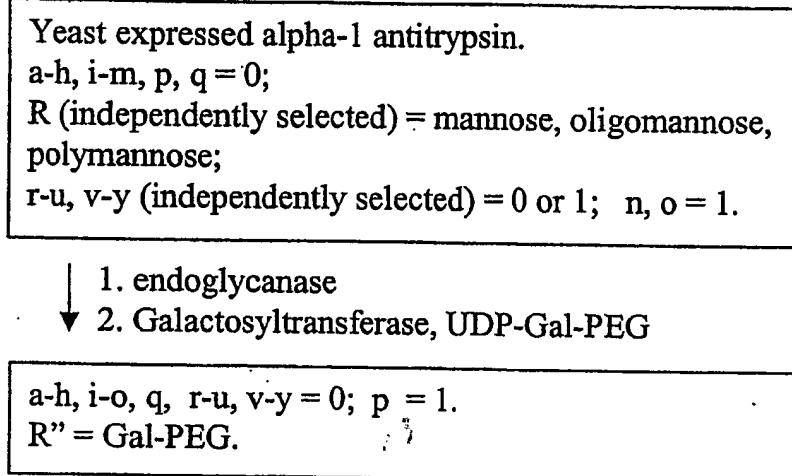 Yeast expressed alpha-1 antitrypsin.
a-h, i-m, p, q = 0;
R (independently selected) = mannose, oligomannose,
polymannose;
r-u, v-y (independently selected) = 0 or 1;   n, o = 1.
1. endoglycanase
2. Galactosyltransferase, UDP-Gal-PEG
a-h, i-o, q,  r-u, v-y = 0;  p  = 1.
R” = Gal-PEG.